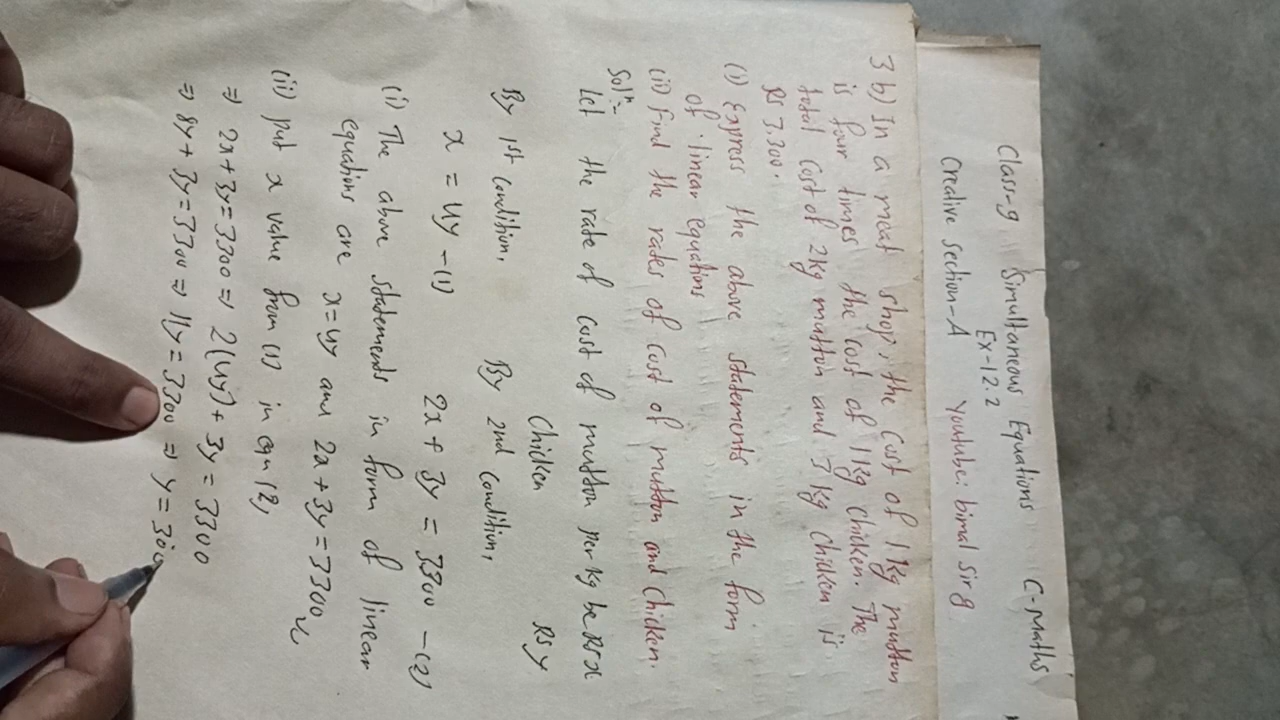 Class-9 Simultaneous Equations C-Maths
Ex-12.2
Creative Section-A Youtube: bimal Sir g
3 b) In a meat shop, the cost of 1 kg mutton
is four times the cost of 1 kg chicken. The
total cost of 2kg mutton and 3 kg chicken is
RS 3300.
(i) Express the above statements in the form
of linear equations
(ii) Find the rates of cost of mutton and chicken.
Solⁿ=
Let the rate of cost of mutton per kg be RS x
Chicken RS y
By 1st condition, By 2nd condition,
x = 4y -(1) 2x + 3y = 3300 -(2)
(i) The above statements in form of linear
equations are x=4y and 2x+3y=3300
(ii) put x value from (1) in eqn (2),
⇒ 2x+3y=3300 ⇒ 2(4y)+3y=3300
⇒ 8y+3y=3300 ⇒ 11y=3300 ⇒ y=300